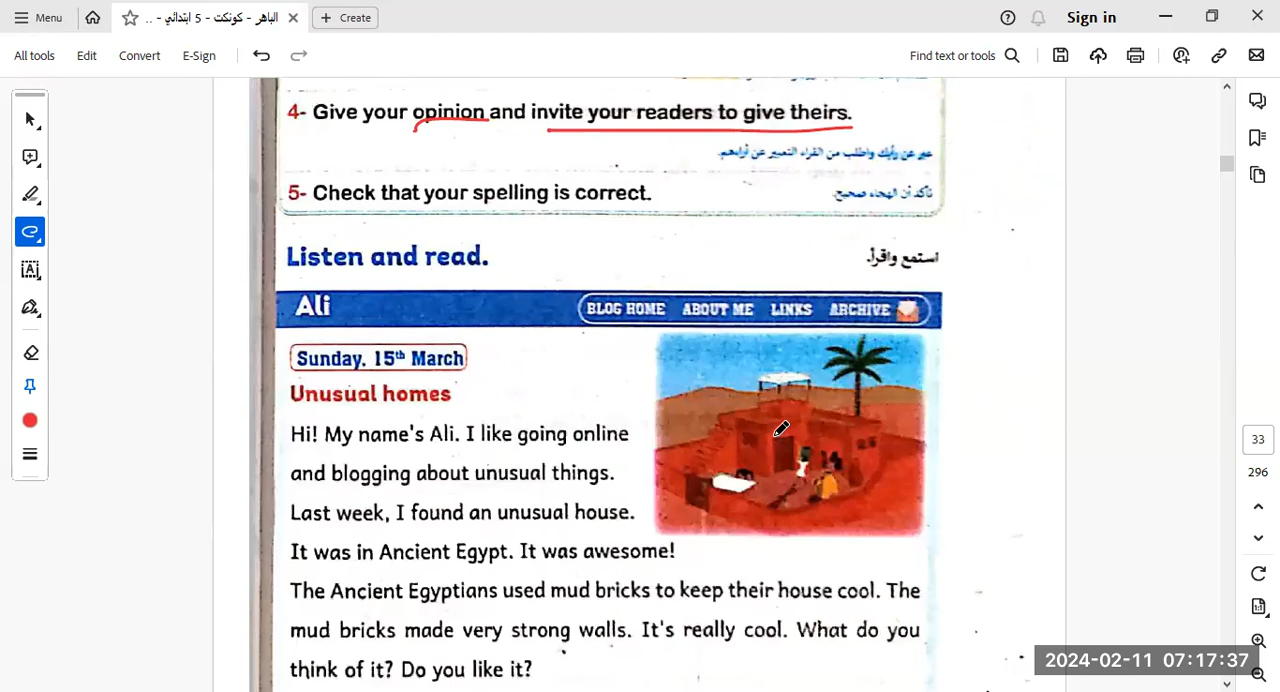 Menu
الباهر - كونكت - 5 ابتدائي - ..
Create
Sign in
All tools
Edit
Convert
E-Sign
Find text or tools
4- Give your opinion and invite your readers to give theirs.
عبر عن رأيك واطلب من القراء التعبير عن آرائهم.
5- Check that your spelling is correct.
تأكد أن الهجاء صحيح.
Listen and read.
استمع واقرأ.
Ali
BLOG HOME ABOUT ME LINKS ARCHIVE
Sunday, 15th March
Unusual homes
Hi! My name's Ali. I like going online
and blogging about unusual things.
Last week, I found an unusual house.
It was in Ancient Egypt. It was awesome!
The Ancient Egyptians used mud bricks to keep their house cool. The
mud bricks made very strong walls. It's really cool. What do you
think of it? Do you like it?
33
296
2024-02-11 07:17:37